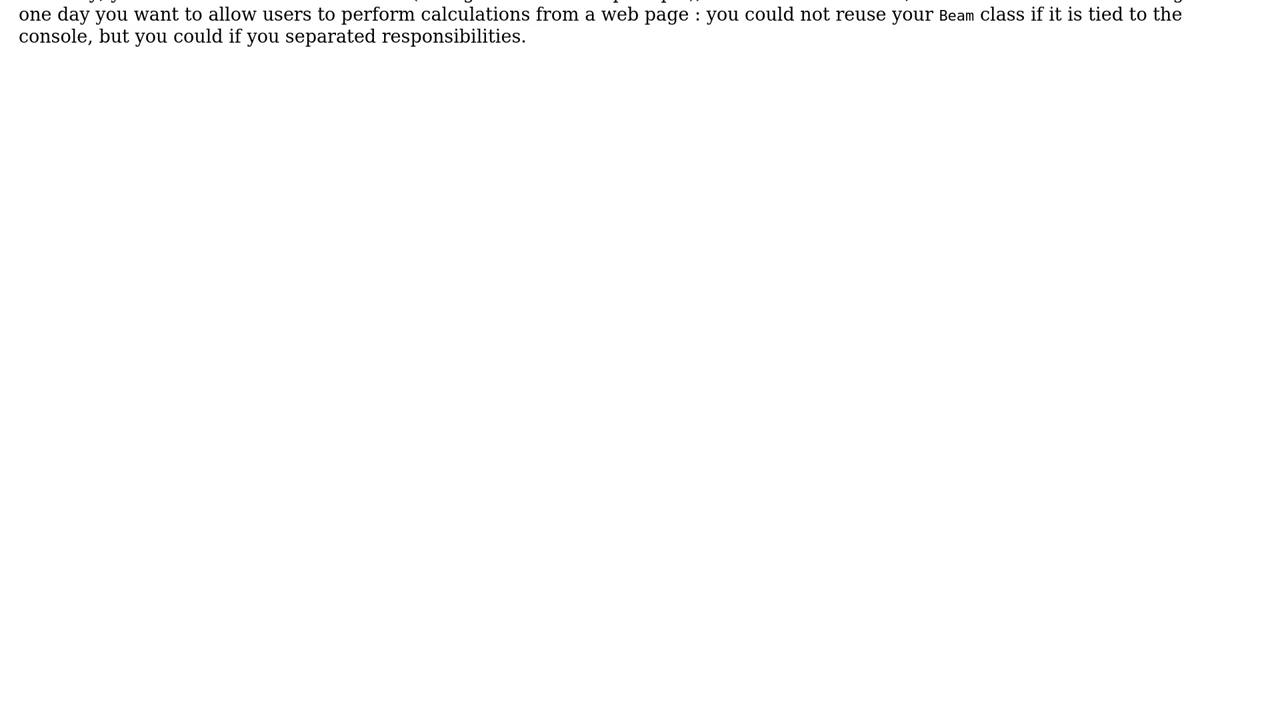 one day you want to allow users to perform calculations from a web page : you could not reuse your Beam class if it is tied to the
console, but you could if you separated responsibilities.